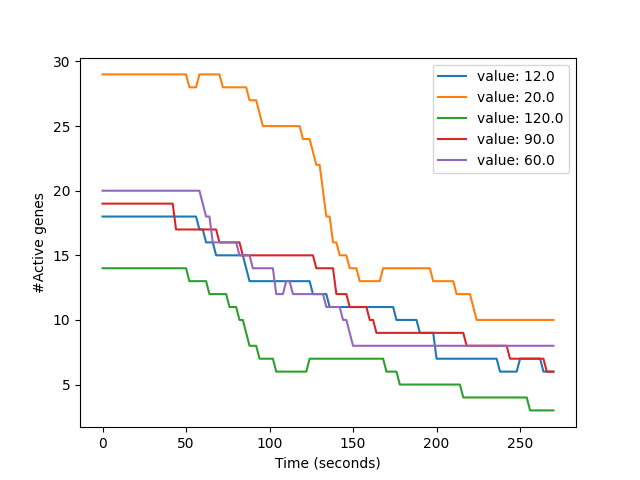 30
25
20
15
10
5
#Active genes
value: 12.0
value: 20.0
value: 120.0
value: 90.0
value: 60.0
0
50
100
150
200
250
Time (seconds)